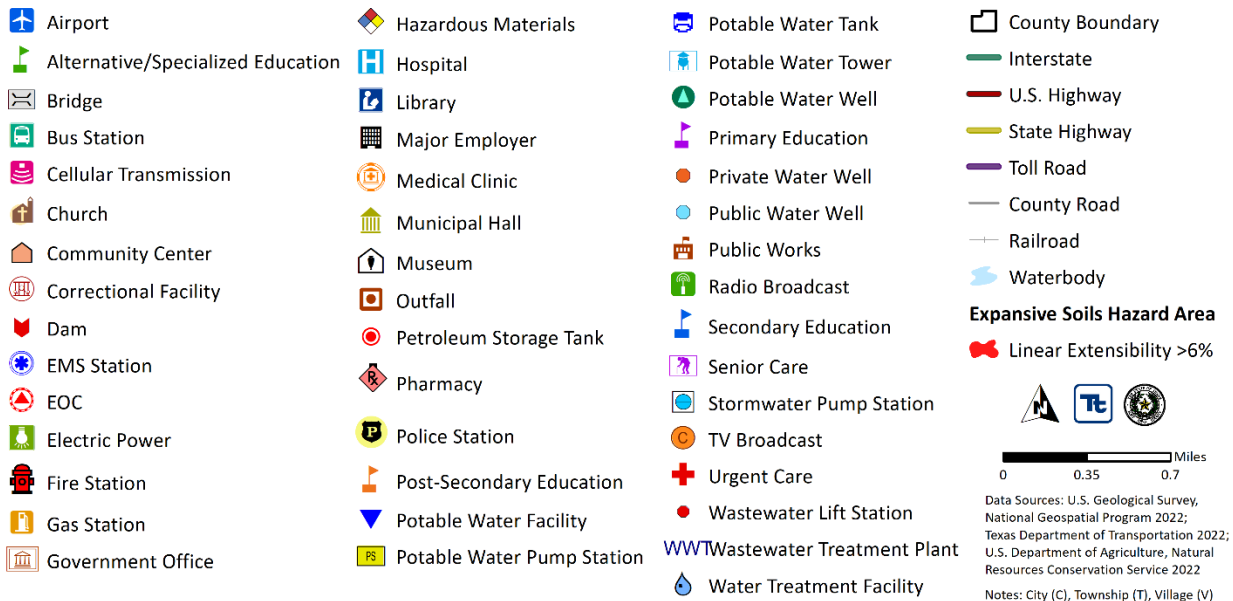 Airport
Alternative/Specialized Education
Bridge
Bus Station
Cellular Transmission
Church
Community Center
Correctional Facility
Dam
EMS Station
EOC
Electric Power
Fire Station
Gas Station
Government Office
Hazardous Materials
H Hospital
Library
Major Employer
Medical Clinic
Municipal Hall
Museum
Outfall
Petroleum Storage Tank
Rx Pharmacy
P Police Station
Post-Secondary Education
Potable Water Facility
PS Potable Water Pump Station
Potable Water Tank
Potable Water Tower
Potable Water Well
Primary Education
Private Water Well
Public Water Well
Public Works
Radio Broadcast
Secondary Education
Senior Care
Stormwater Pump Station
C TV Broadcast
Urgent Care
Wastewater Lift Station
WWT Wastewater Treatment Plant
Water Treatment Facility
County Boundary
Interstate
U.S. Highway
State Highway
Toll Road
County Road
Railroad
Waterbody
Expansive Soils Hazard Area
Linear Extensibility >6%
N Tt
Miles
0 0.35 0.7
Data Sources: U.S. Geological Survey,
National Geospatial Program 2022;
Texas Department of Transportation 2022;
U.S. Department of Agriculture, Natural
Resources Conservation Service 2022
Notes: City (C), Township (T), Village (V)